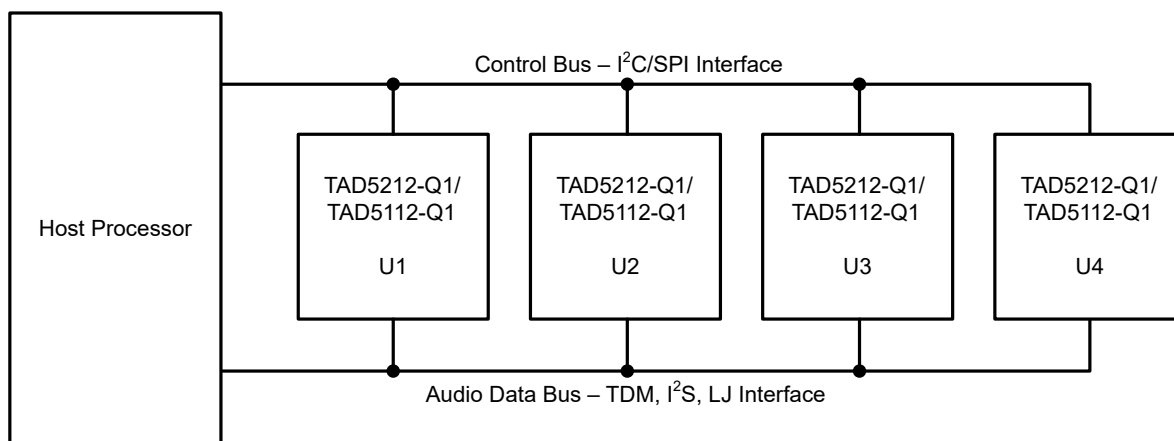 Control Bus – I²C/SPI Interface
Host Processor
TAD5212-Q1/
TAD5112-Q1
U1
TAD5212-Q1/
TAD5112-Q1
U2
TAD5212-Q1/
TAD5112-Q1
U3
TAD5212-Q1/
TAD5112-Q1
U4
Audio Data Bus – TDM, I²S, LJ Interface